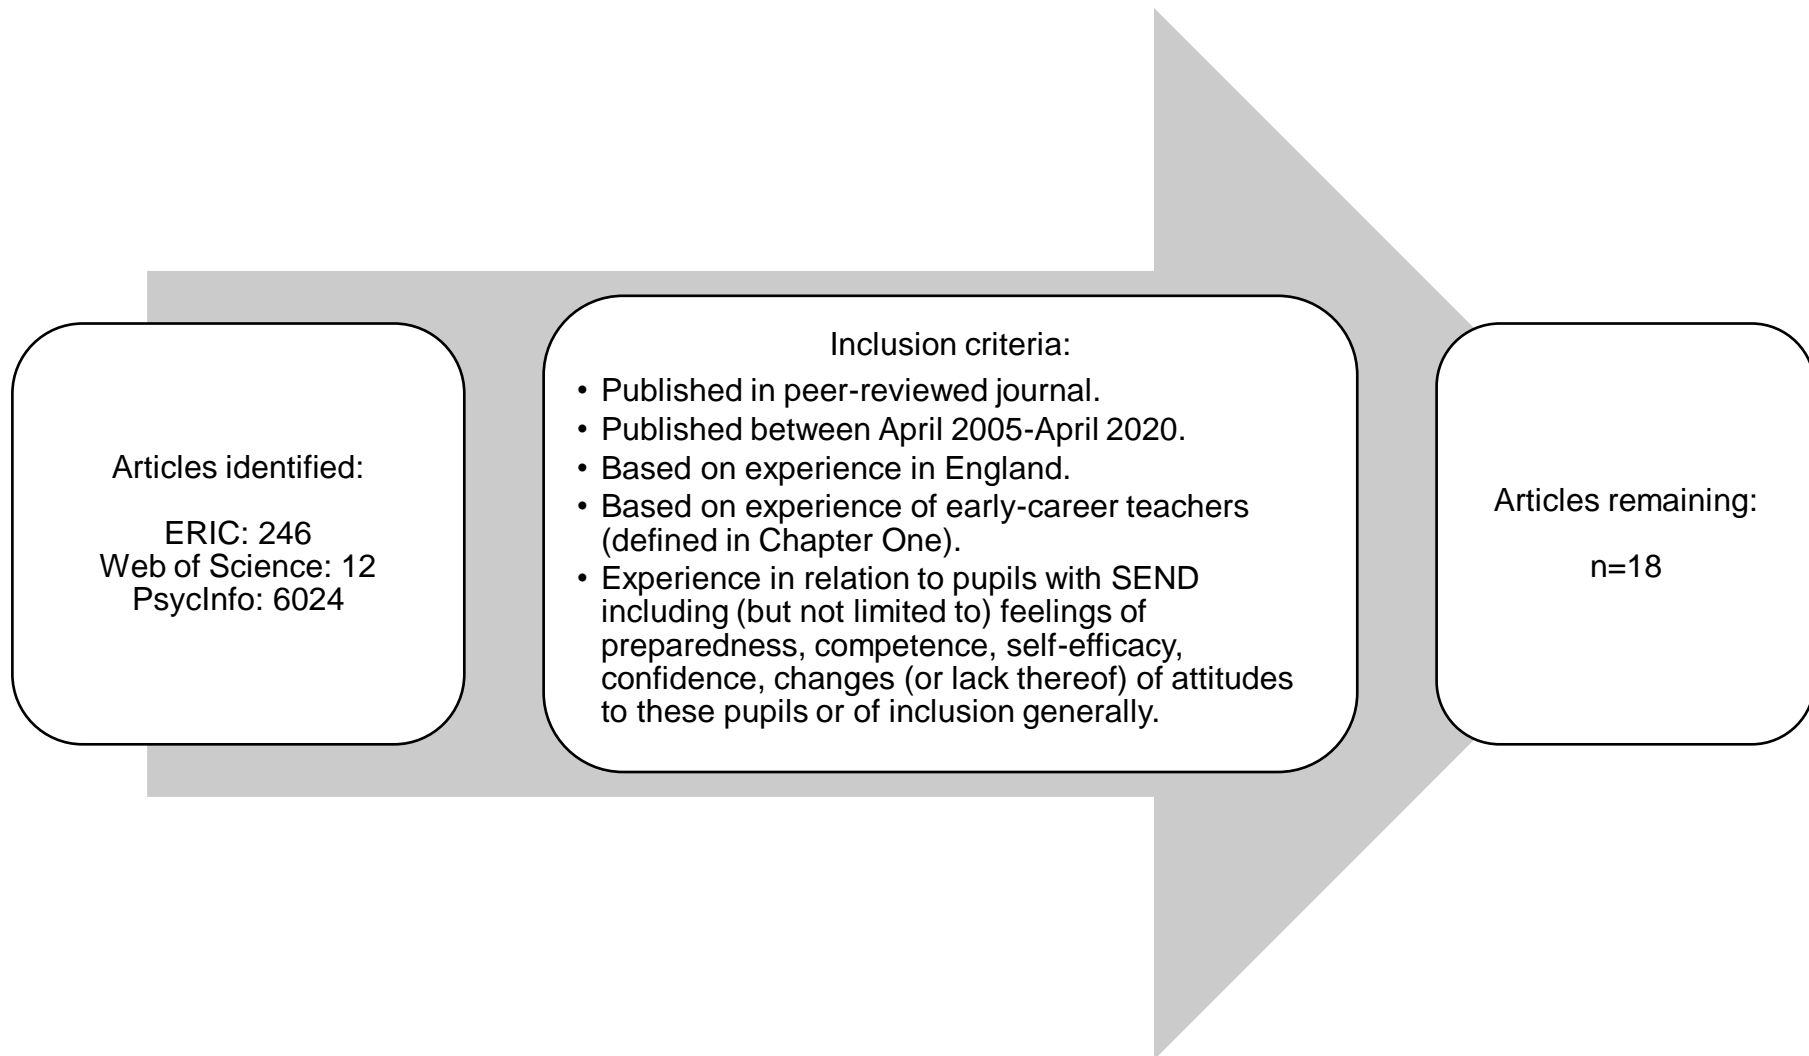 Articles identified:
ERIC: 246
Web of Science: 12
PsycInfo: 6024
Inclusion criteria:
• Published in peer-reviewed journal.
• Published between April 2005-April 2020.
• Based on experience in England.
• Based on experience of early-career teachers
(defined in Chapter One).
• Experience in relation to pupils with SEND
including (but not limited to) feelings of
preparedness, competence, self-efficacy,
confidence, changes (or lack thereof) of attitudes
to these pupils or of inclusion generally.
Articles remaining:
n=18